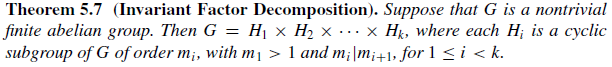 Theorem 5.7 (Invariant Factor Decomposition). Suppose that G is a nontrivial
finite abelian group. Then G = H₁ × H₂ × ⋯ × Hₖ, where each Hᵢ is a cyclic
subgroup of G of order mᵢ, with m₁ > 1 and mᵢ|mᵢ₊₁, for 1 ≤ i < k.